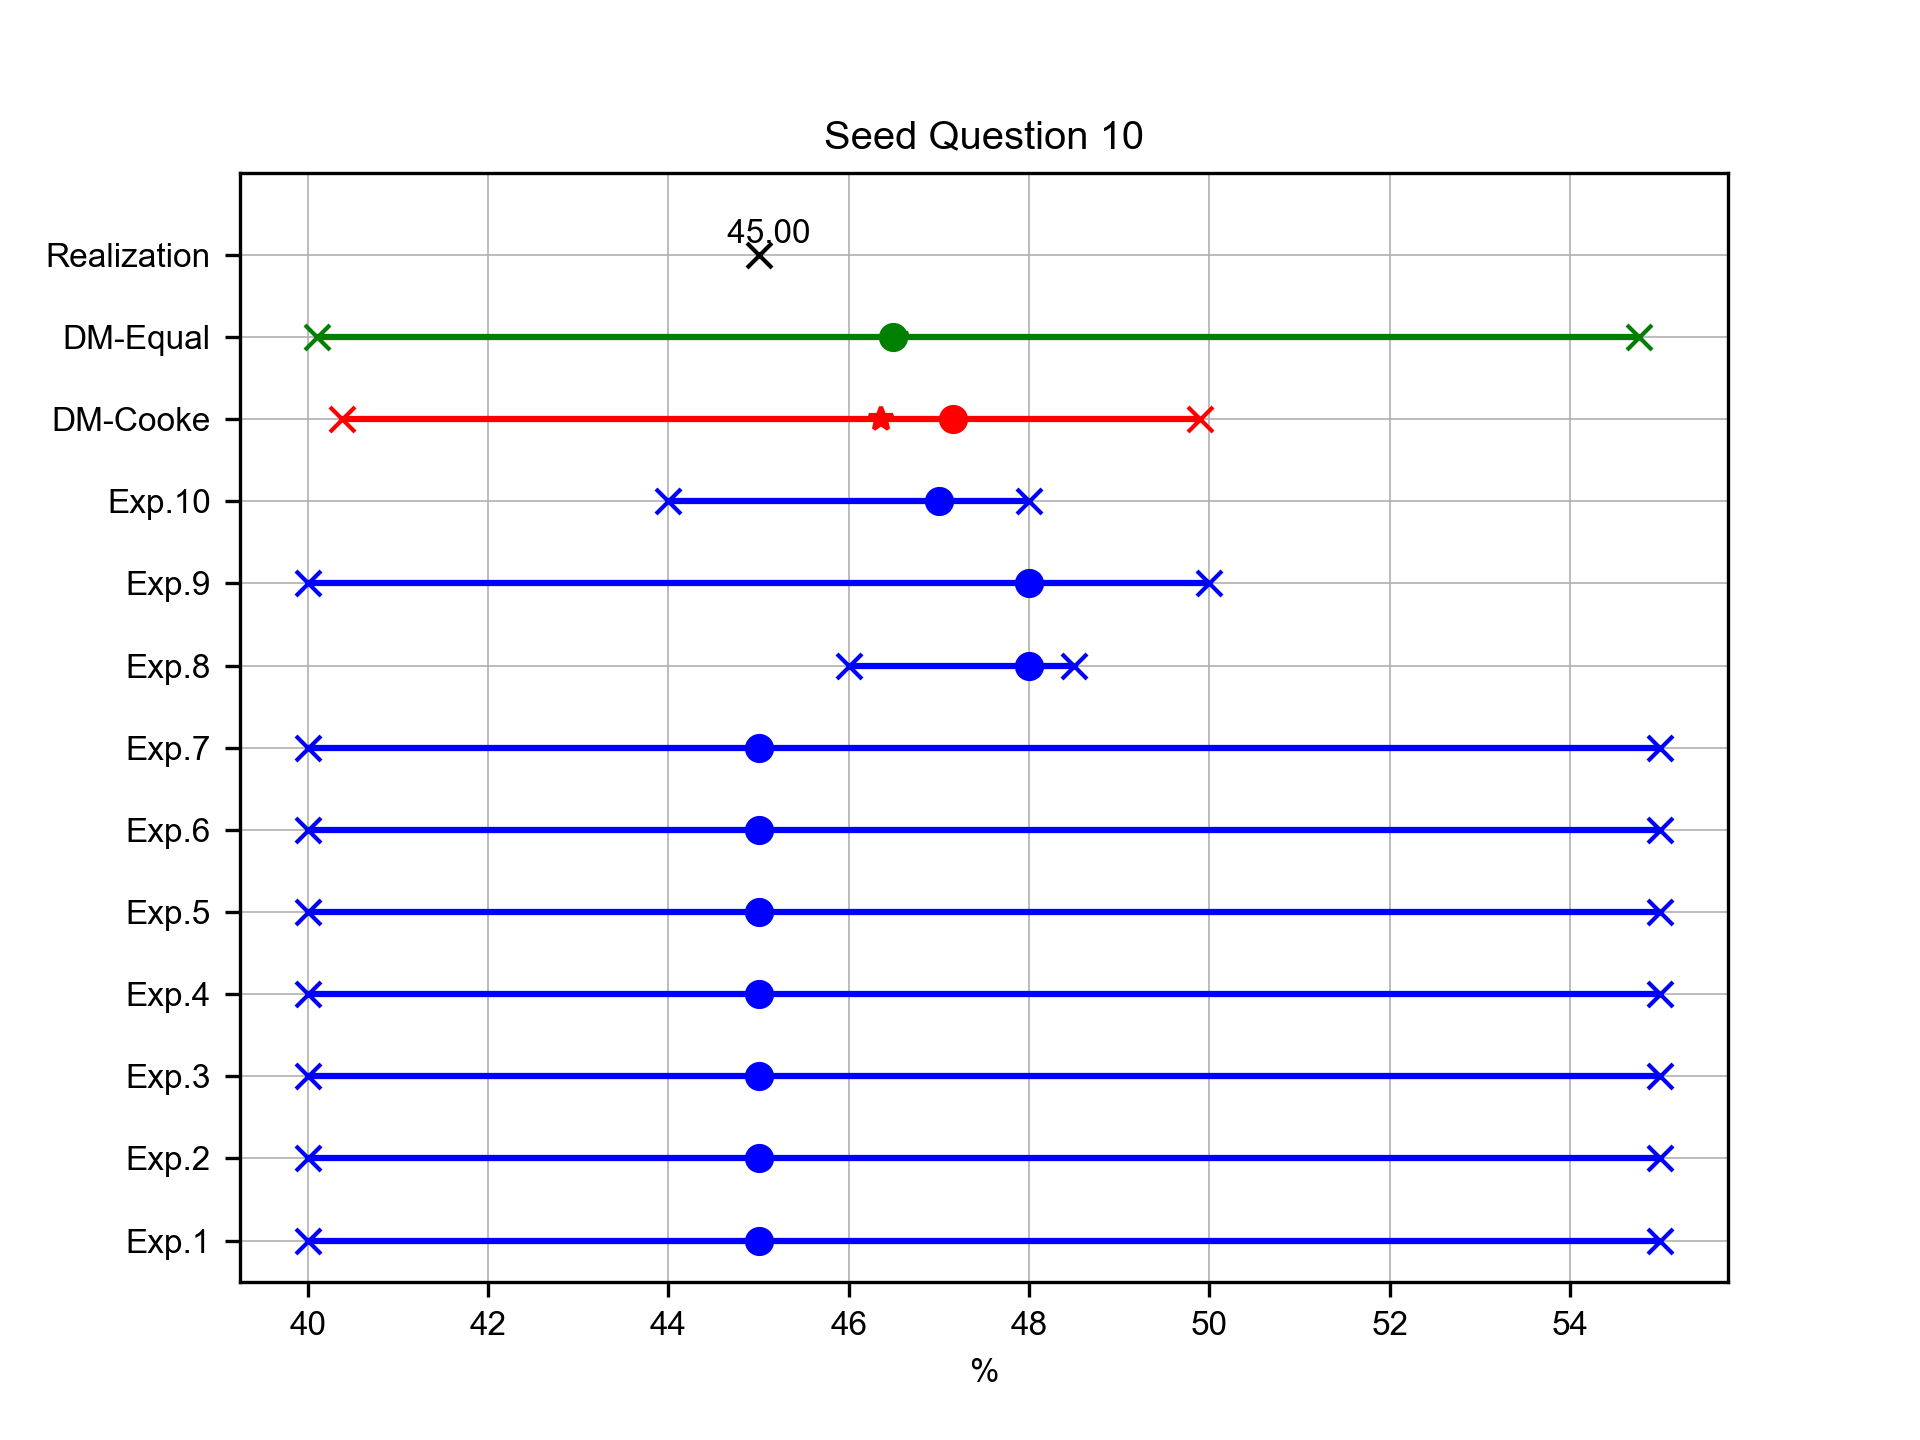 Seed Question 10
45.00
Realization
DM-Equal
DM-Cooke
Exp.10
Exp.9
Exp.8
Exp.7
Exp.6
Exp.5
Exp.4
Exp.3
Exp.2
Exp.1
40 42 44 46 48 50 52 54
%